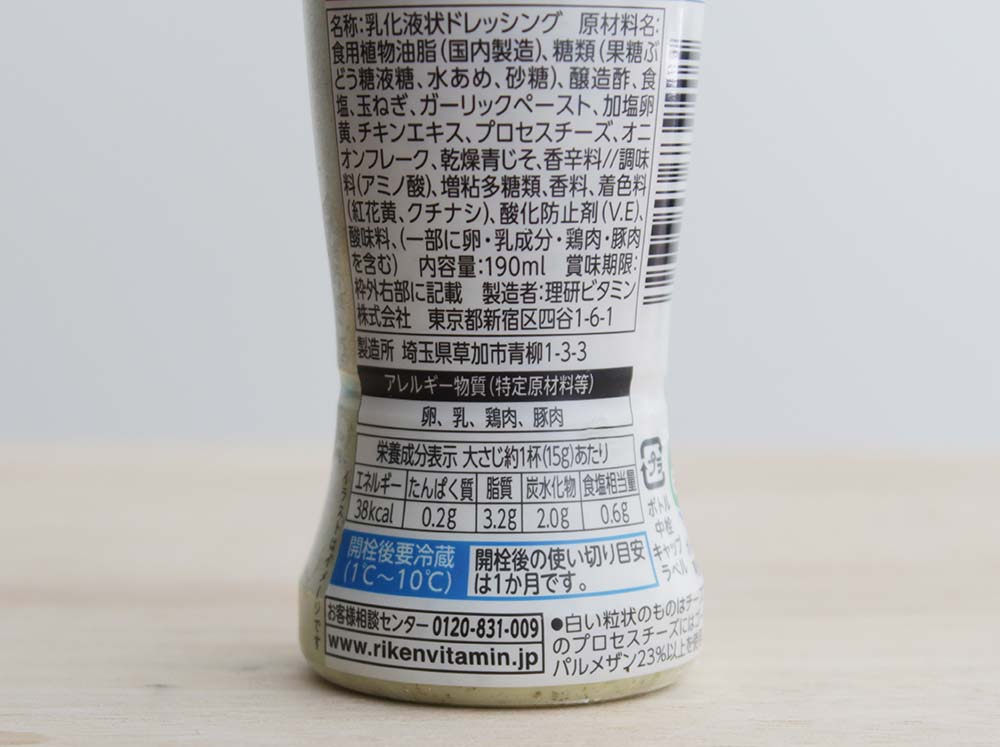 名称:乳化液状ドレッシング 原材料名:
食用植物油脂(国内製造)、糖類(果糖ぶ
どう糖液糖、水あめ、砂糖)、醸造酢、食
塩、玉ねぎ、ガーリックペースト、加塩卵
黄、チキンエキス、プロセスチーズ、オニ
オンフレーク、乾燥青じそ、香辛料//調味
料(アミノ酸)、増粘多糖類、香料、着色料
(紅花黄、クチナシ)、酸化防止剤(V.E)、
酸味料、(一部に卵・乳成分・鶏肉・豚肉
を含む) 内容量:190ml 賞味期限:
枠外右部に記載 製造者:理研ビタミン
株式会社 東京都新宿区四谷1-6-1
製造所 埼玉県草加市青柳1-3-3
アレルギー物質(特定原材料等)
卵、乳、鶏肉、豚肉
栄養成分表示 大さじ約1杯(15g)あたり
エネルギー たんぱく質 脂質 炭水化物 食塩相当量
38kcal 0.2g 3.2g 2.0g 0.6g
プラ
ボトル
中栓
キャップ
ラベル
開栓後要冷蔵
(1℃～10℃)
開栓後の使い切り目安
は1か月です。
お客様相談センター 0120-831-009
www.rikenvitamin.jp
●白い粒状のものはチーズ
のプロセスチーズには
パルメザン23%以上を使
イラストはイメージです